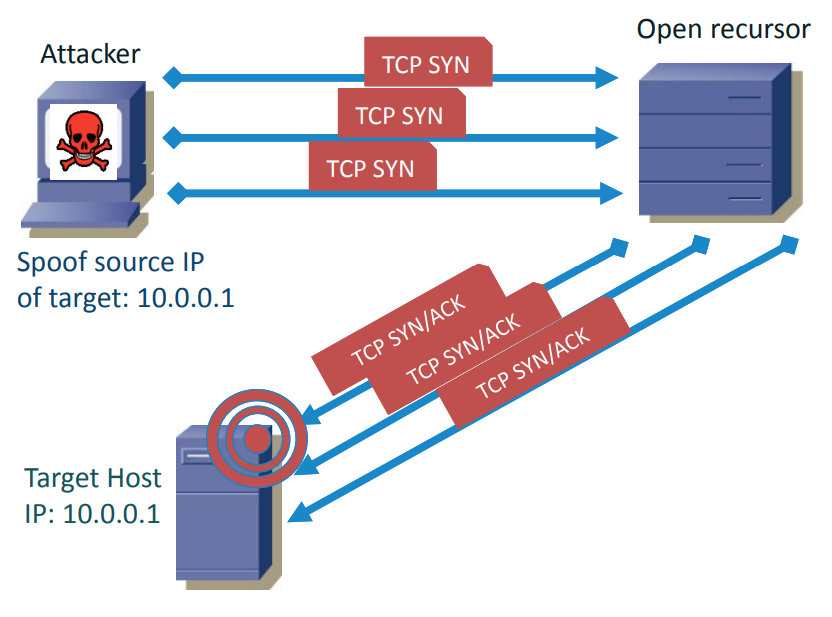 Attacker
Open recursor
TCP SYN
TCP SYN
TCP SYN
Spoof source IP
of target: 10.0.0.1
TCP SYN/ACK
TCP SYN/ACK
TCP SYN/ACK
Target Host
IP: 10.0.0.1